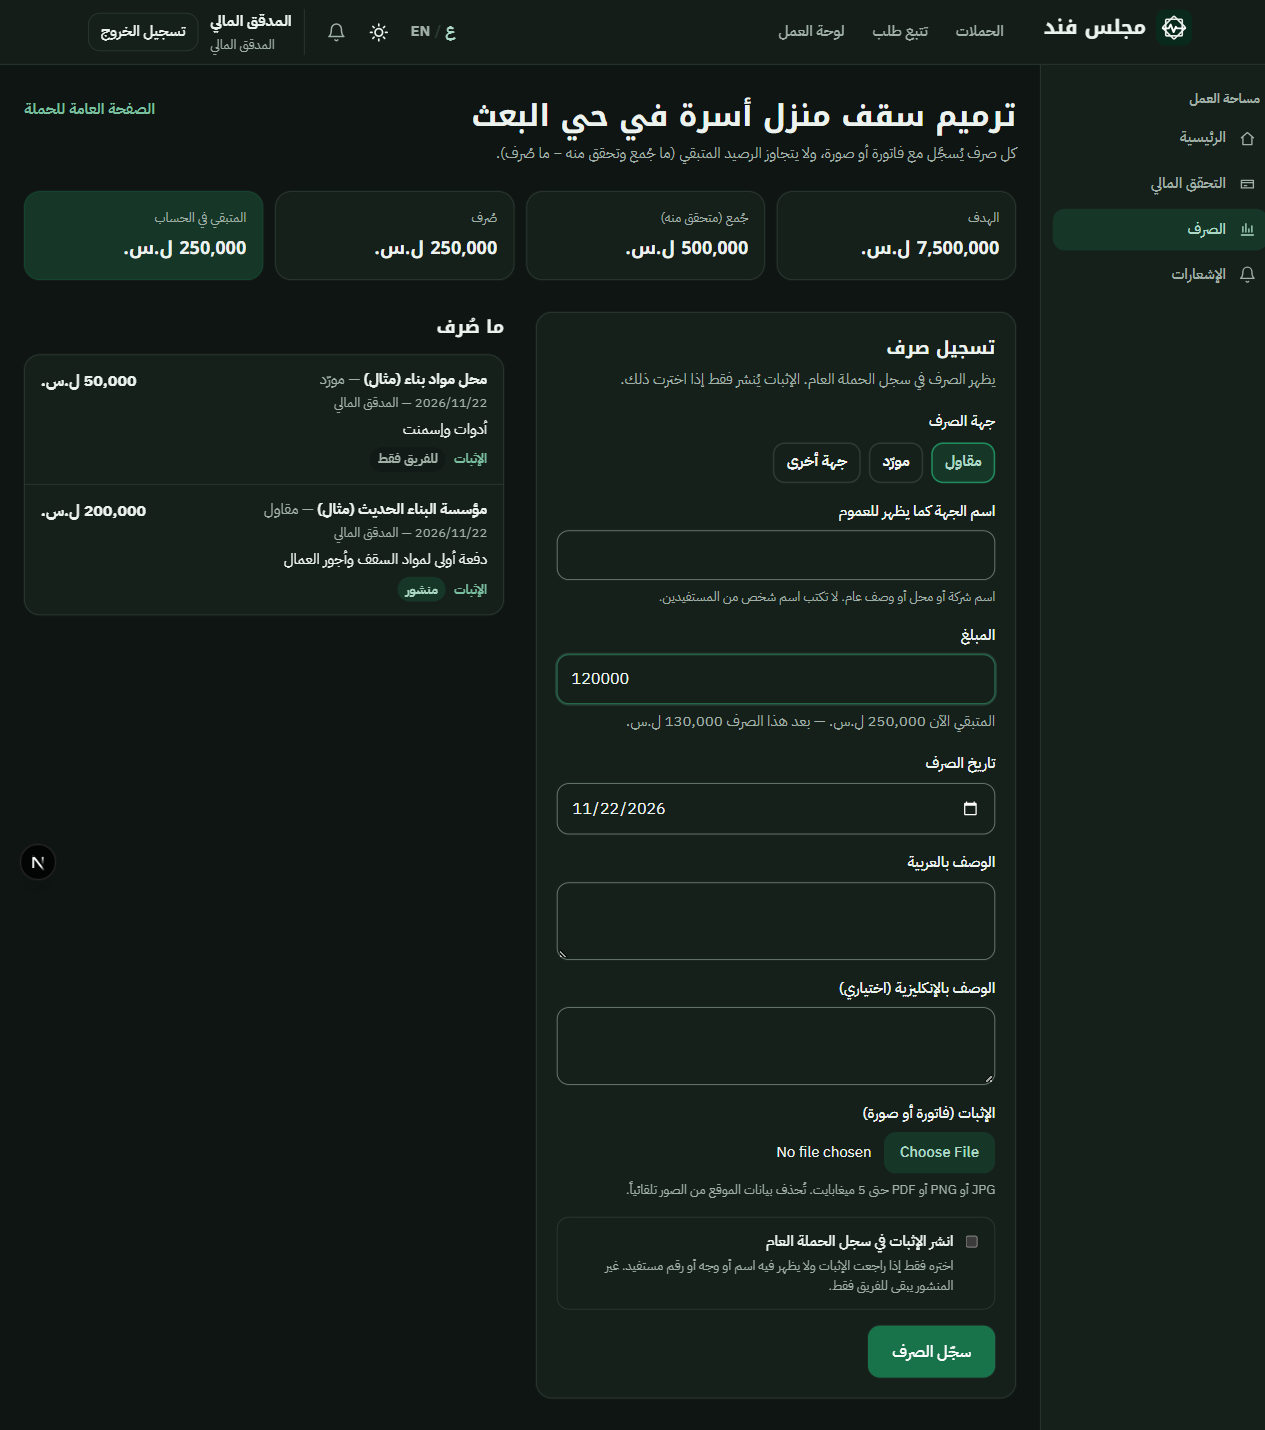 مجلس فند
الحملات
تتبع طلب
لوحة العمل
ع / EN
المدقق المالي
المدقق المالي
تسجيل الخروج
مساحة العمل
الرئيسية
التحقق المالي
الصرف
الإشعارات
ترميم سقف منزل أسرة في حي البعث
الصفحة العامة للحملة
كل صرف يُسجَّل مع فاتورة أو صورة، ولا يتجاوز الرصيد المتبقي (ما جُمع وتحقق منه − ما صُرف).
الهدف
7,500,000 ل.س.
جُمع (متحقق منه)
500,000 ل.س.
صُرف
250,000 ل.س.
المتبقي في الحساب
250,000 ل.س.
تسجيل صرف
يظهر الصرف في سجل الحملة العام. الإثبات يُنشر فقط إذا اخترت ذلك.
جهة الصرف
مقاول
مورّد
جهة أخرى
اسم الجهة كما يظهر للعموم
اسم شركة أو محل أو وصف عام. لا تكتب اسم شخص من المستفيدين.
المبلغ
120000
المتبقي الآن 250,000 ل.س. — بعد هذا الصرف 130,000 ل.س.
تاريخ الصرف
11/22/2026
الوصف بالعربية
الوصف بالإنكليزية (اختياري)
الإثبات (فاتورة أو صورة)
Choose File No file chosen
JPG أو PNG أو PDF حتى 5 ميغابايت. تُحذف بيانات الموقع من الصور تلقائياً.
انشر الإثبات في سجل الحملة العام
اختره فقط إذا راجعت الإثبات ولا يظهر فيه اسم أو وجه أو رقم مستفيد. غير
المنشور يبقى للفريق فقط.
سجّل الصرف
ما صُرف
محل مواد بناء (مثال) — مورّد
50,000 ل.س.
2026/11/22 — المدقق المالي
أدوات وإسمنت
الإثبات
للفريق فقط
مؤسسة البناء الحديث (مثال) — مقاول
200,000 ل.س.
2026/11/22 — المدقق المالي
دفعة أولى لمواد السقف وأجور العمال
الإثبات
منشور
N